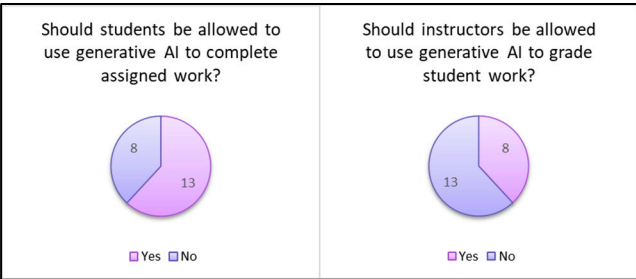 Should students be allowed to
use generative AI to complete
assigned work?
8
13
Yes No
Should instructors be allowed
to use generative AI to grade
student work?
8
13
Yes No